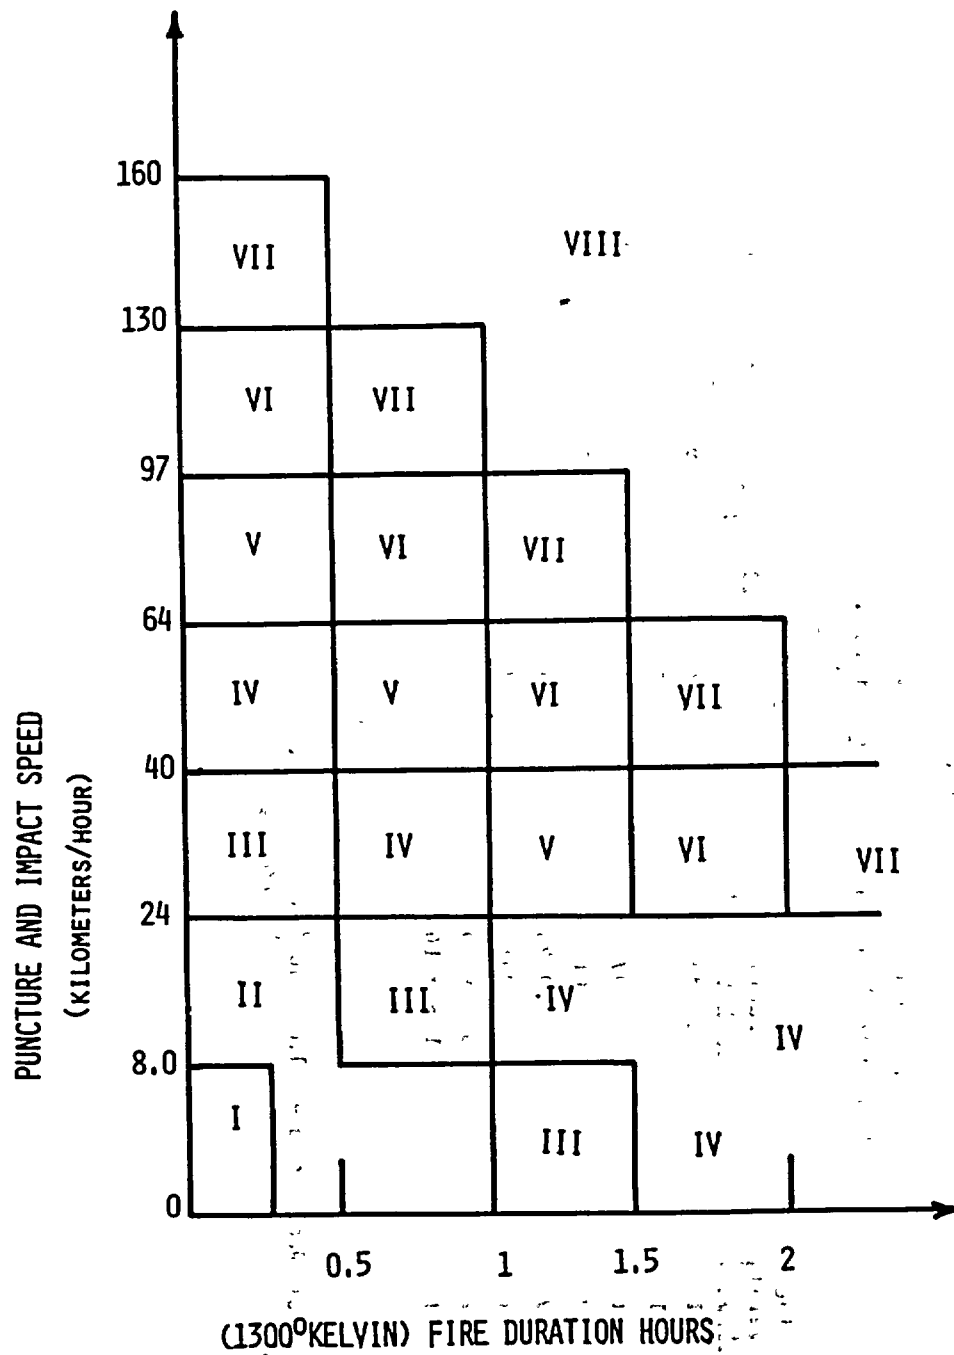 160
VII
VIII
130
VI
VII
97
V
VI
VII
64
IV
V
VI
VII
40
III
IV
V
VI
VII
24
II
III
IV
IV
8.0
I
III
IV
0
0.5
1
1.5
2
(1300ºKELVIN) FIRE DURATION HOURS
PUNCTURE AND IMPACT SPEED
(KILOMETERS/HOUR)